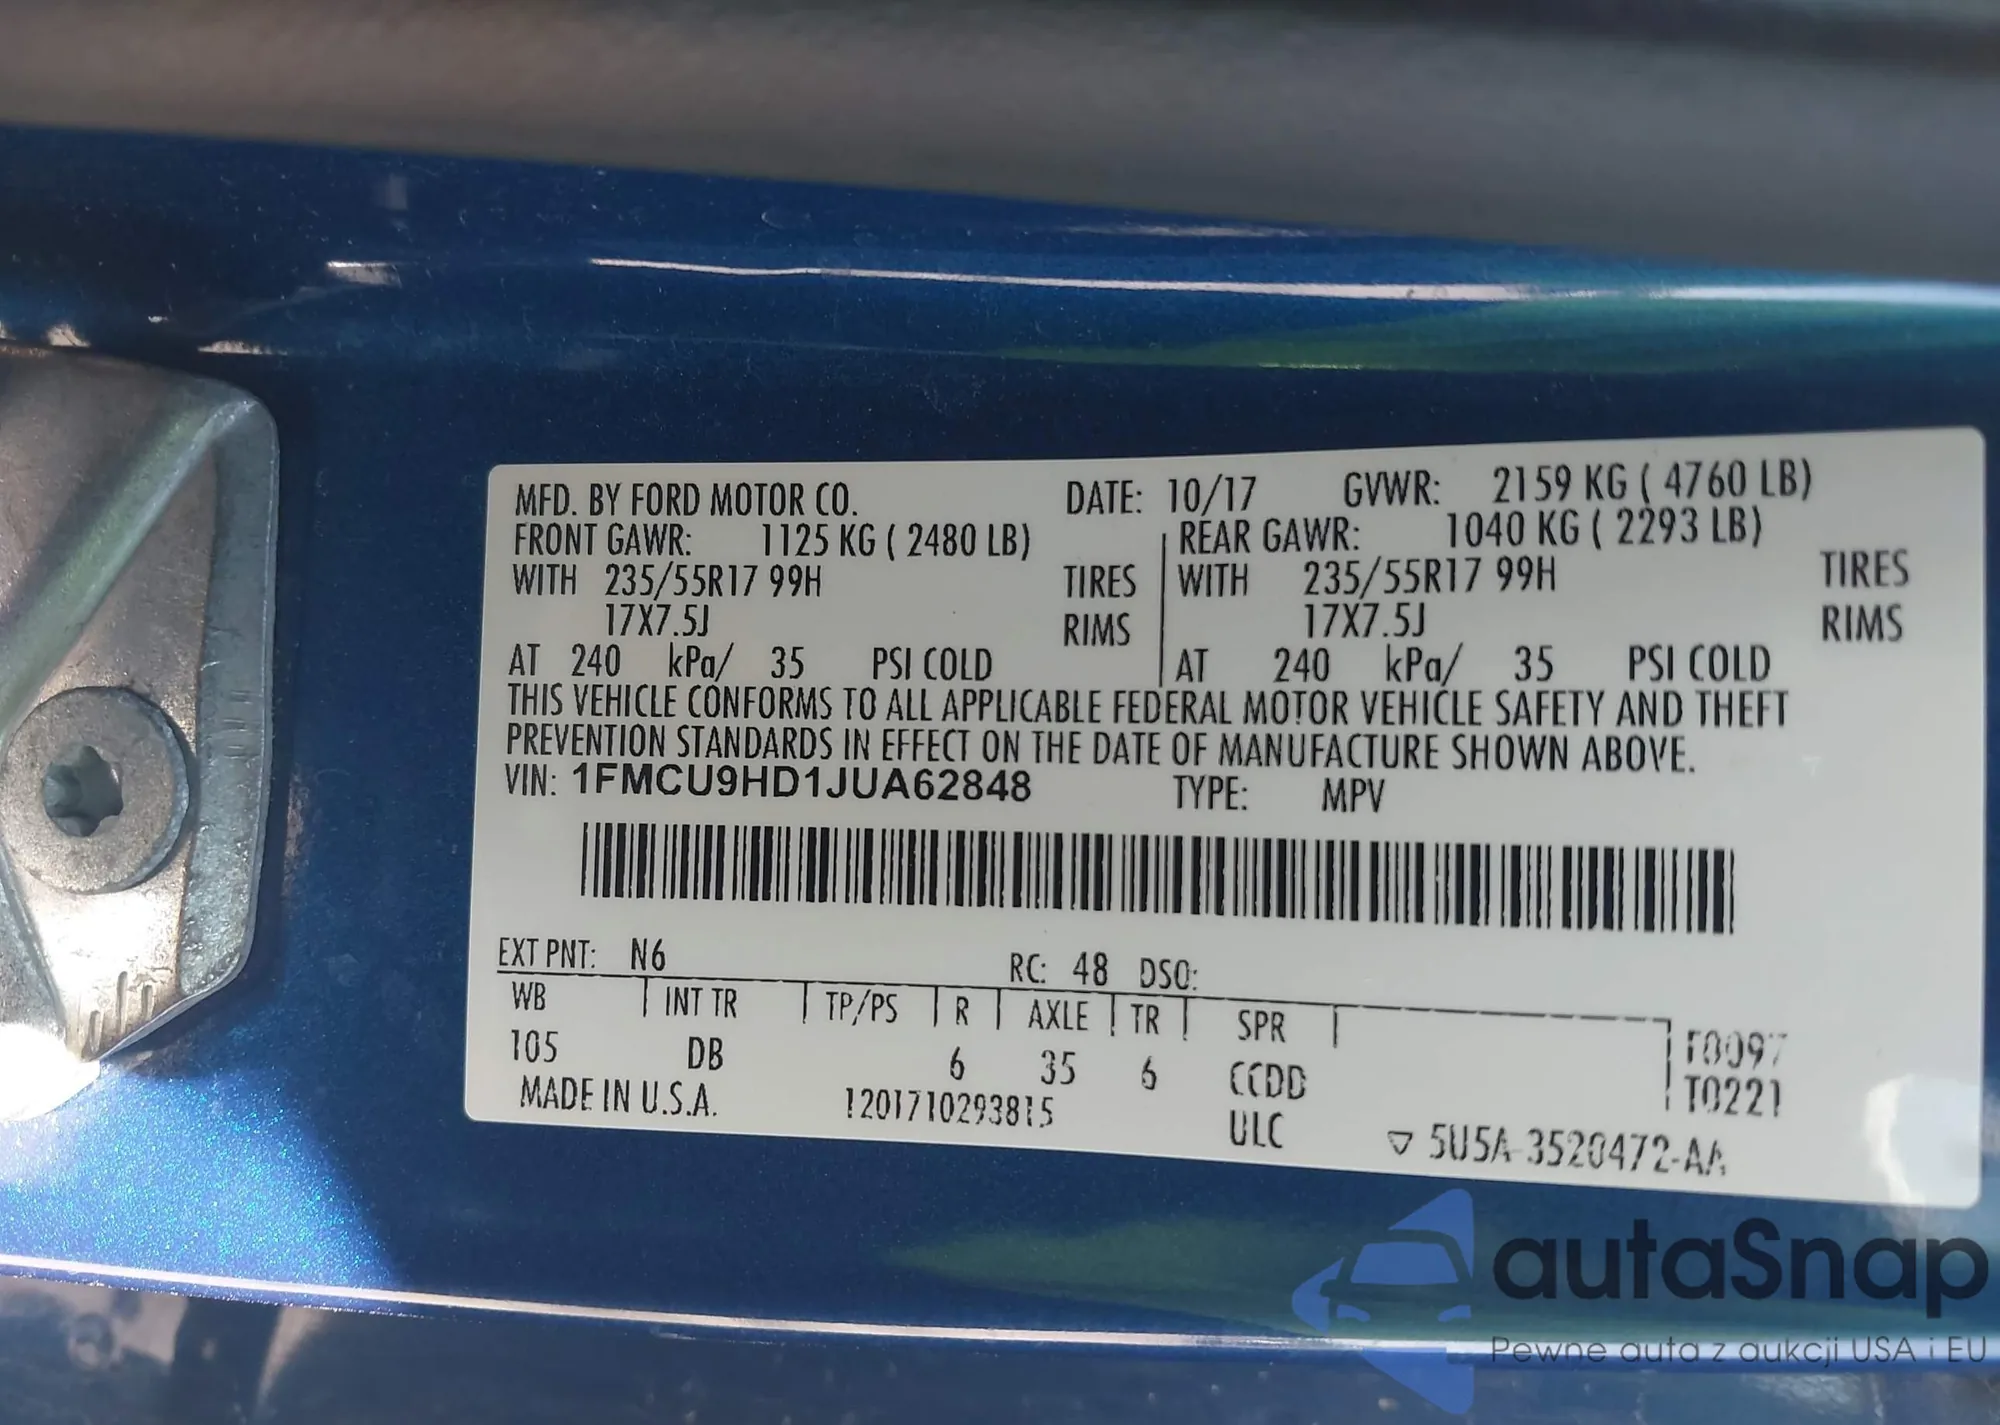 MFD. BY FORD MOTOR CO. DATE: 10/17 GVWR: 2159 KG ( 4760 LB)
FRONT GAWR: 1125 KG ( 2480 LB) REAR GAWR: 1040 KG ( 2293 LB)
WITH 235/55R17 99H TIRES WITH 235/55R17 99H TIRES
17X7.5J RIMS 17X7.5J RIMS
AT 240 kPa/ 35 PSI COLD AT 240 kPa/ 35 PSI COLD
THIS VEHICLE CONFORMS TO ALL APPLICABLE FEDERAL MOTOR VEHICLE SAFETY AND THEFT
PREVENTION STANDARDS IN EFFECT ON THE DATE OF MANUFACTURE SHOWN ABOVE.
VIN: 1FMCU9HD1JUA62848 TYPE: MPV
EXT PNT: N6 RC: 48 DSO:
WB INT TR TP/PS R AXLE TR SPR
105 DB 6 35 6 CCDD F0097
T0221
MADE IN U.S.A. 1201710293815 ULC
5U5A-3520472-AA
autaSnap
Pewne auta z aukcji USA i EU